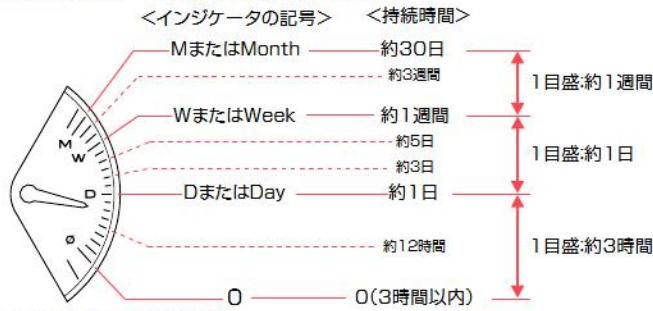 <インジケータの記号> <持続時間>
MまたはMonth 約30日
約3週間
1目盛:約1週間
WまたはWeek 約1週間
M
約5日
W
1目盛:約1日
約3日
D
DまたはDay 約1日
0
約12時間
1目盛:約3時間
0 0(3時間以内)